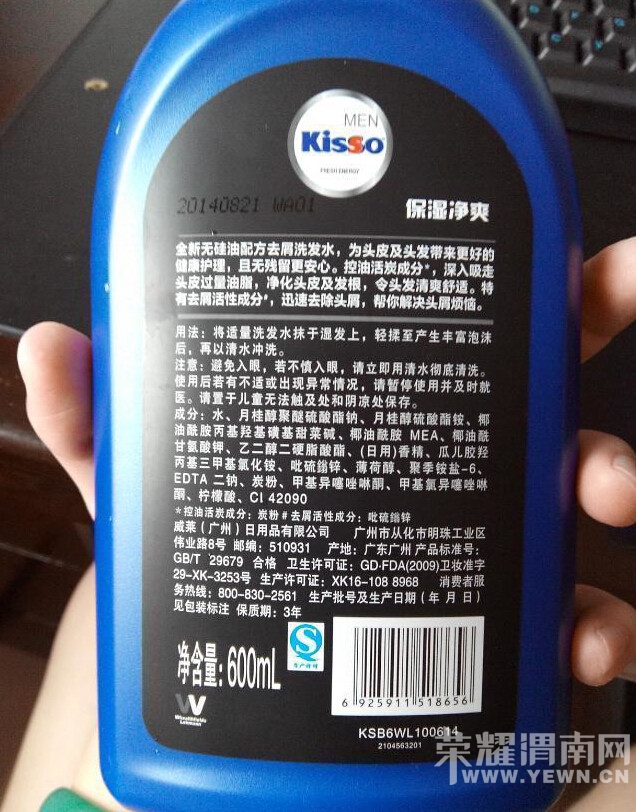 MEN
Kisso
FRESH ENERGY
20140821 WA01
保湿净爽
全新无硅油配方去屑洗发水，为头皮及头发带来更好的
健康护理，且无残留更安心。控油活炭成分*，深入吸走
头皮过量油脂，净化头皮及发根，令头发清爽舒适。特
有去屑活性成分#，迅速去除头屑，帮你解决头屑烦恼。
用法：将适量洗发水抹于湿发上，轻揉至产生丰富泡沫
后，再以清水冲洗。
注意：避免入眼，若不慎入眼，请立即用清水彻底清洗。
使用后若有不适或出现异常情况，请暂停使用并及时就
医。请置于儿童无法触及处和阴凉处保存。
成分：水、月桂醇聚醚硫酸酯钠、月桂醇硫酸酯铵、椰
油酰胺丙基羟基磺基甜菜碱、椰油酰胺 MEA、椰油酰
甘氨酸钾、乙二醇二硬脂酸酯、(日用)香精、瓜儿胶羟
丙基三甲基氯化铵、吡硫鎓锌、薄荷醇、聚季铵盐-6、
EDTA 二钠、炭粉、甲基异噻唑啉酮、甲基氯异噻唑啉
酮、柠檬酸、CI 42090
*控油活炭成分：炭粉 #去屑活性成分：吡硫鎓锌
威莱（广州）日用品有限公司 广州市从化市明珠工业区
伟业路8号 邮编：510931 产地：广东广州 产品标准号：
GB/T 29679 合格 卫生许可证：GD·FDA(2009)卫妆准字
29-XK-3253号 生产许可证：XK16-108 8968 消费者服
务热线：800-830-2561 生产批号及生产日期（年 月 日）
见包装标注 保质期：3年
净含量：600mL
生产许可
6 925911 518656
KSB6WL100614
2104563201
荣耀渭南网
WWW.YEWN.CN